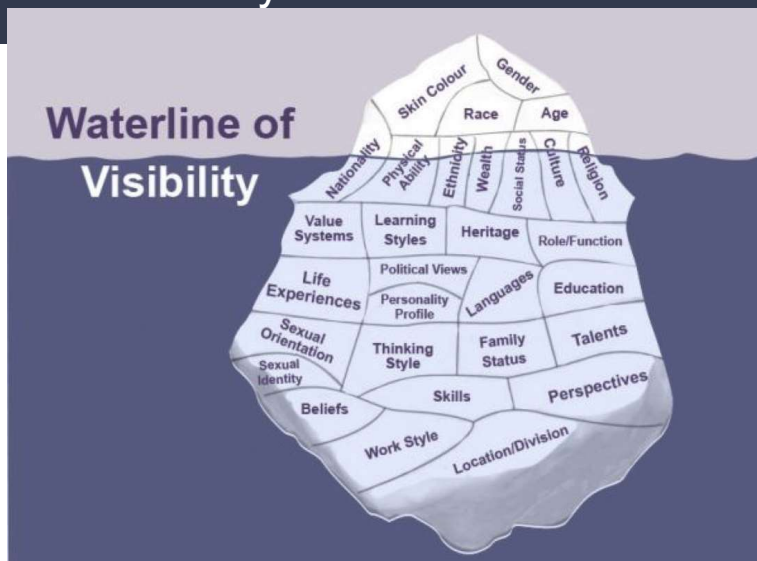 Waterline of
Visibility
Skin Colour
Gender
Race
Age
Nationality
Physical
Ability
Ethnicity
Wealth
Social Status
Culture
Religion
Value
Systems
Learning
Styles
Heritage
Role/Function
Life
Experiences
Political Views
Personality
Profile
Languages
Education
Sexual
Orientation
Sexual
Identity
Thinking
Style
Family
Status
Talents
Beliefs
Skills
Perspectives
Work Style
Location/Division